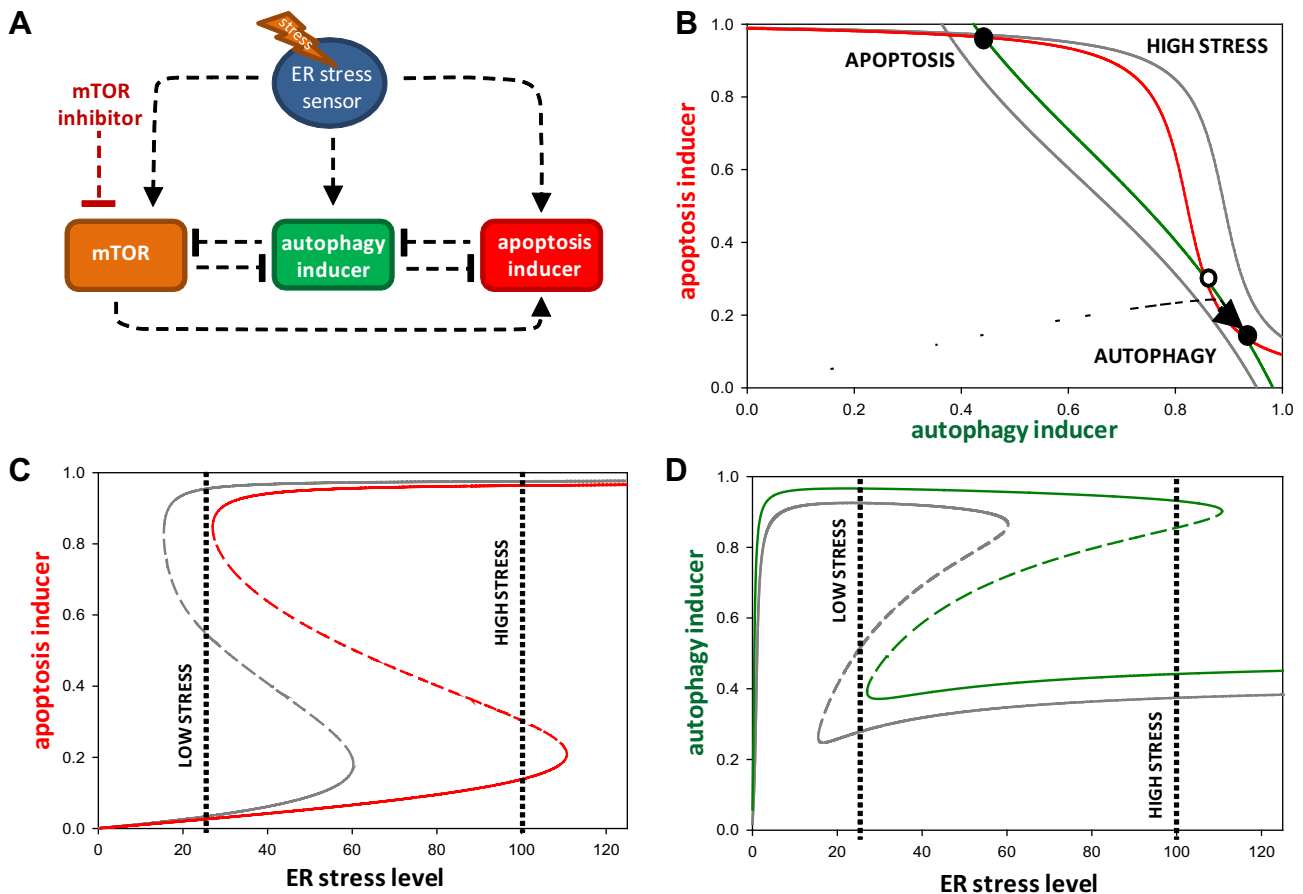 A
stress
ER stress
sensor
mTOR
inhibitor
mTOR
autophagy
inducer
apoptosis
inducer
B
APOPTOSIS
HIGH STRESS
AUTOPHAGY
apoptosis inducer
1.0
0.8
0.6
0.4
0.2
0.0
0.0 0.2 0.4 0.6 0.8 1.0
autophagy inducer
C
apoptosis inducer
1.0
0.8
0.6
0.4
0.2
0.0
LOW STRESS
HIGH STRESS
0 20 40 60 80 100 120
ER stress level
D
autophagy inducer
1.0
0.8
0.6
0.4
0.2
0.0
LOW STRESS
HIGH STRESS
0 20 40 60 80 100 120
ER stress level